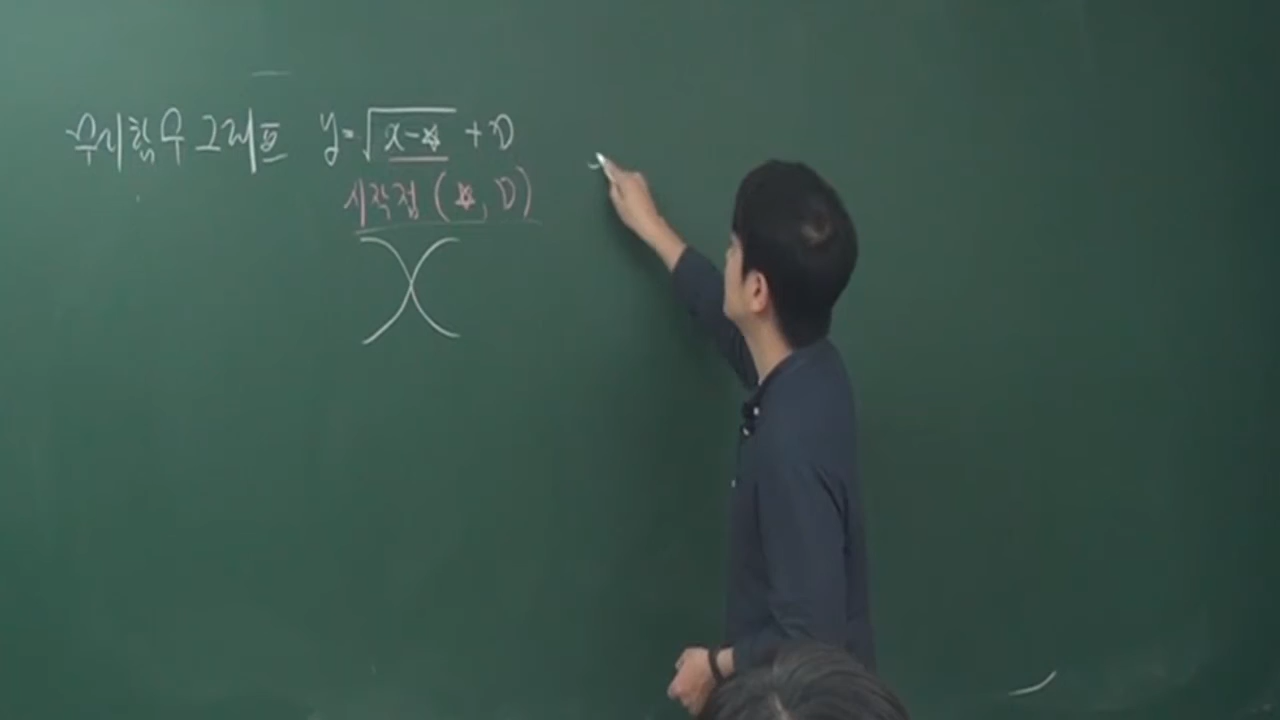 무리함수 그래프 y=√(x-☆) + D
시작점 (☆, D)